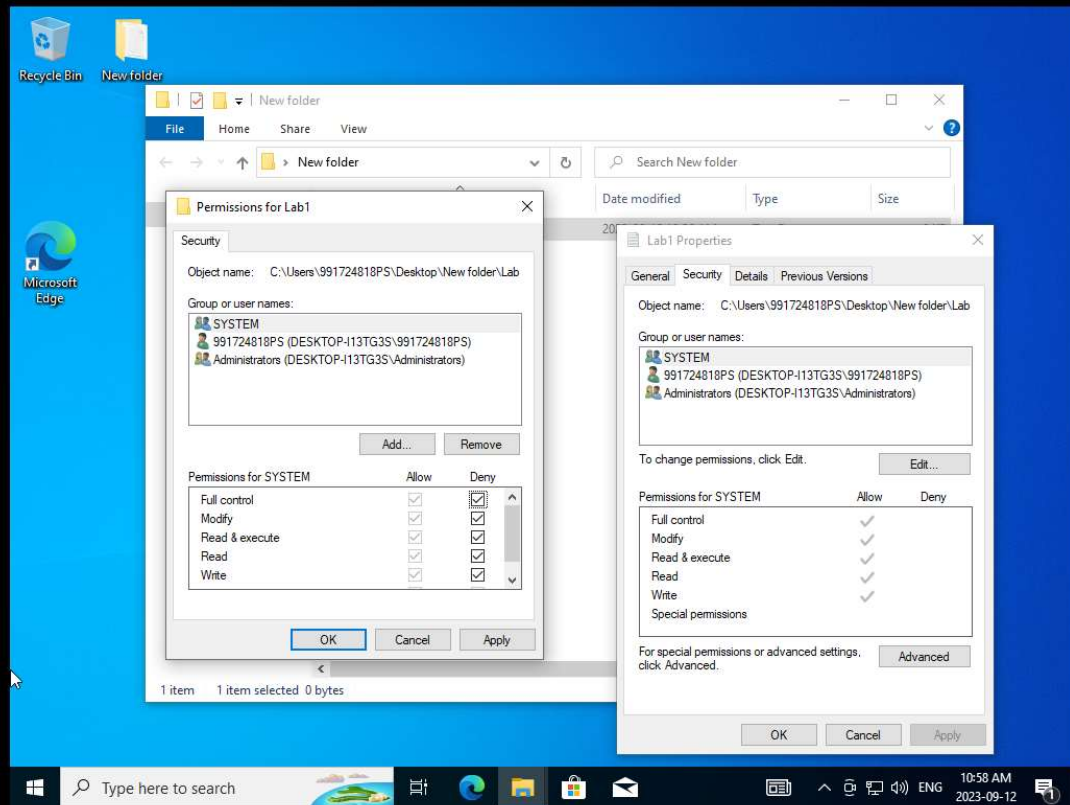 Recycle Bin
New folder
Microsoft
Edge
New folder
File Home Share View
New folder
Search New folder
Date modified Type Size
Permissions for Lab1
Security
Object name: C:\Users\991724818PS\Desktop\New folder\Lab
Group or user names:
SYSTEM
991724818PS (DESKTOP-I13TG3S\991724818PS)
Administrators (DESKTOP-I13TG3S\Administrators)
Add... Remove
Permissions for SYSTEM Allow Deny
Full control
Modify
Read & execute
Read
Write
OK Cancel Apply
1 item 1 item selected 0 bytes
Lab1 Properties
General Security Details Previous Versions
Object name: C:\Users\991724818PS\Desktop\New folder\Lab
Group or user names:
SYSTEM
991724818PS (DESKTOP-I13TG3S\991724818PS)
Administrators (DESKTOP-I13TG3S\Administrators)
To change permissions, click Edit.
Edit...
Permissions for SYSTEM Allow Deny
Full control
Modify
Read & execute
Read
Write
Special permissions
For special permissions or advanced settings,
click Advanced.
Advanced
OK Cancel Apply
Type here to search
ENG
10:58 AM
2023-09-12
1